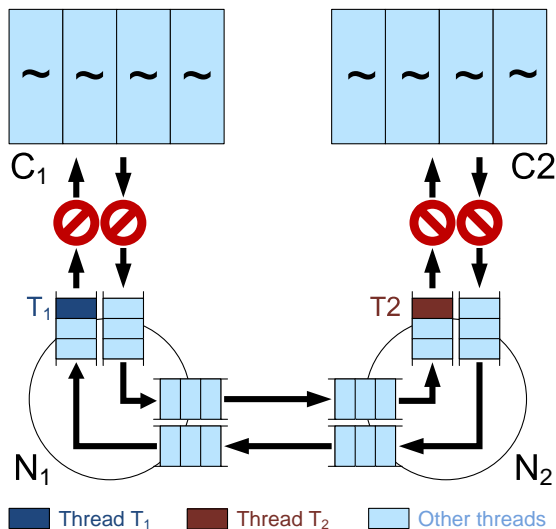 ~ ~ ~ ~ ~ ~ ~ ~
C₁ C2
T₁ T2
N₁ N₂
Thread T₁ Thread T₂ Other threads